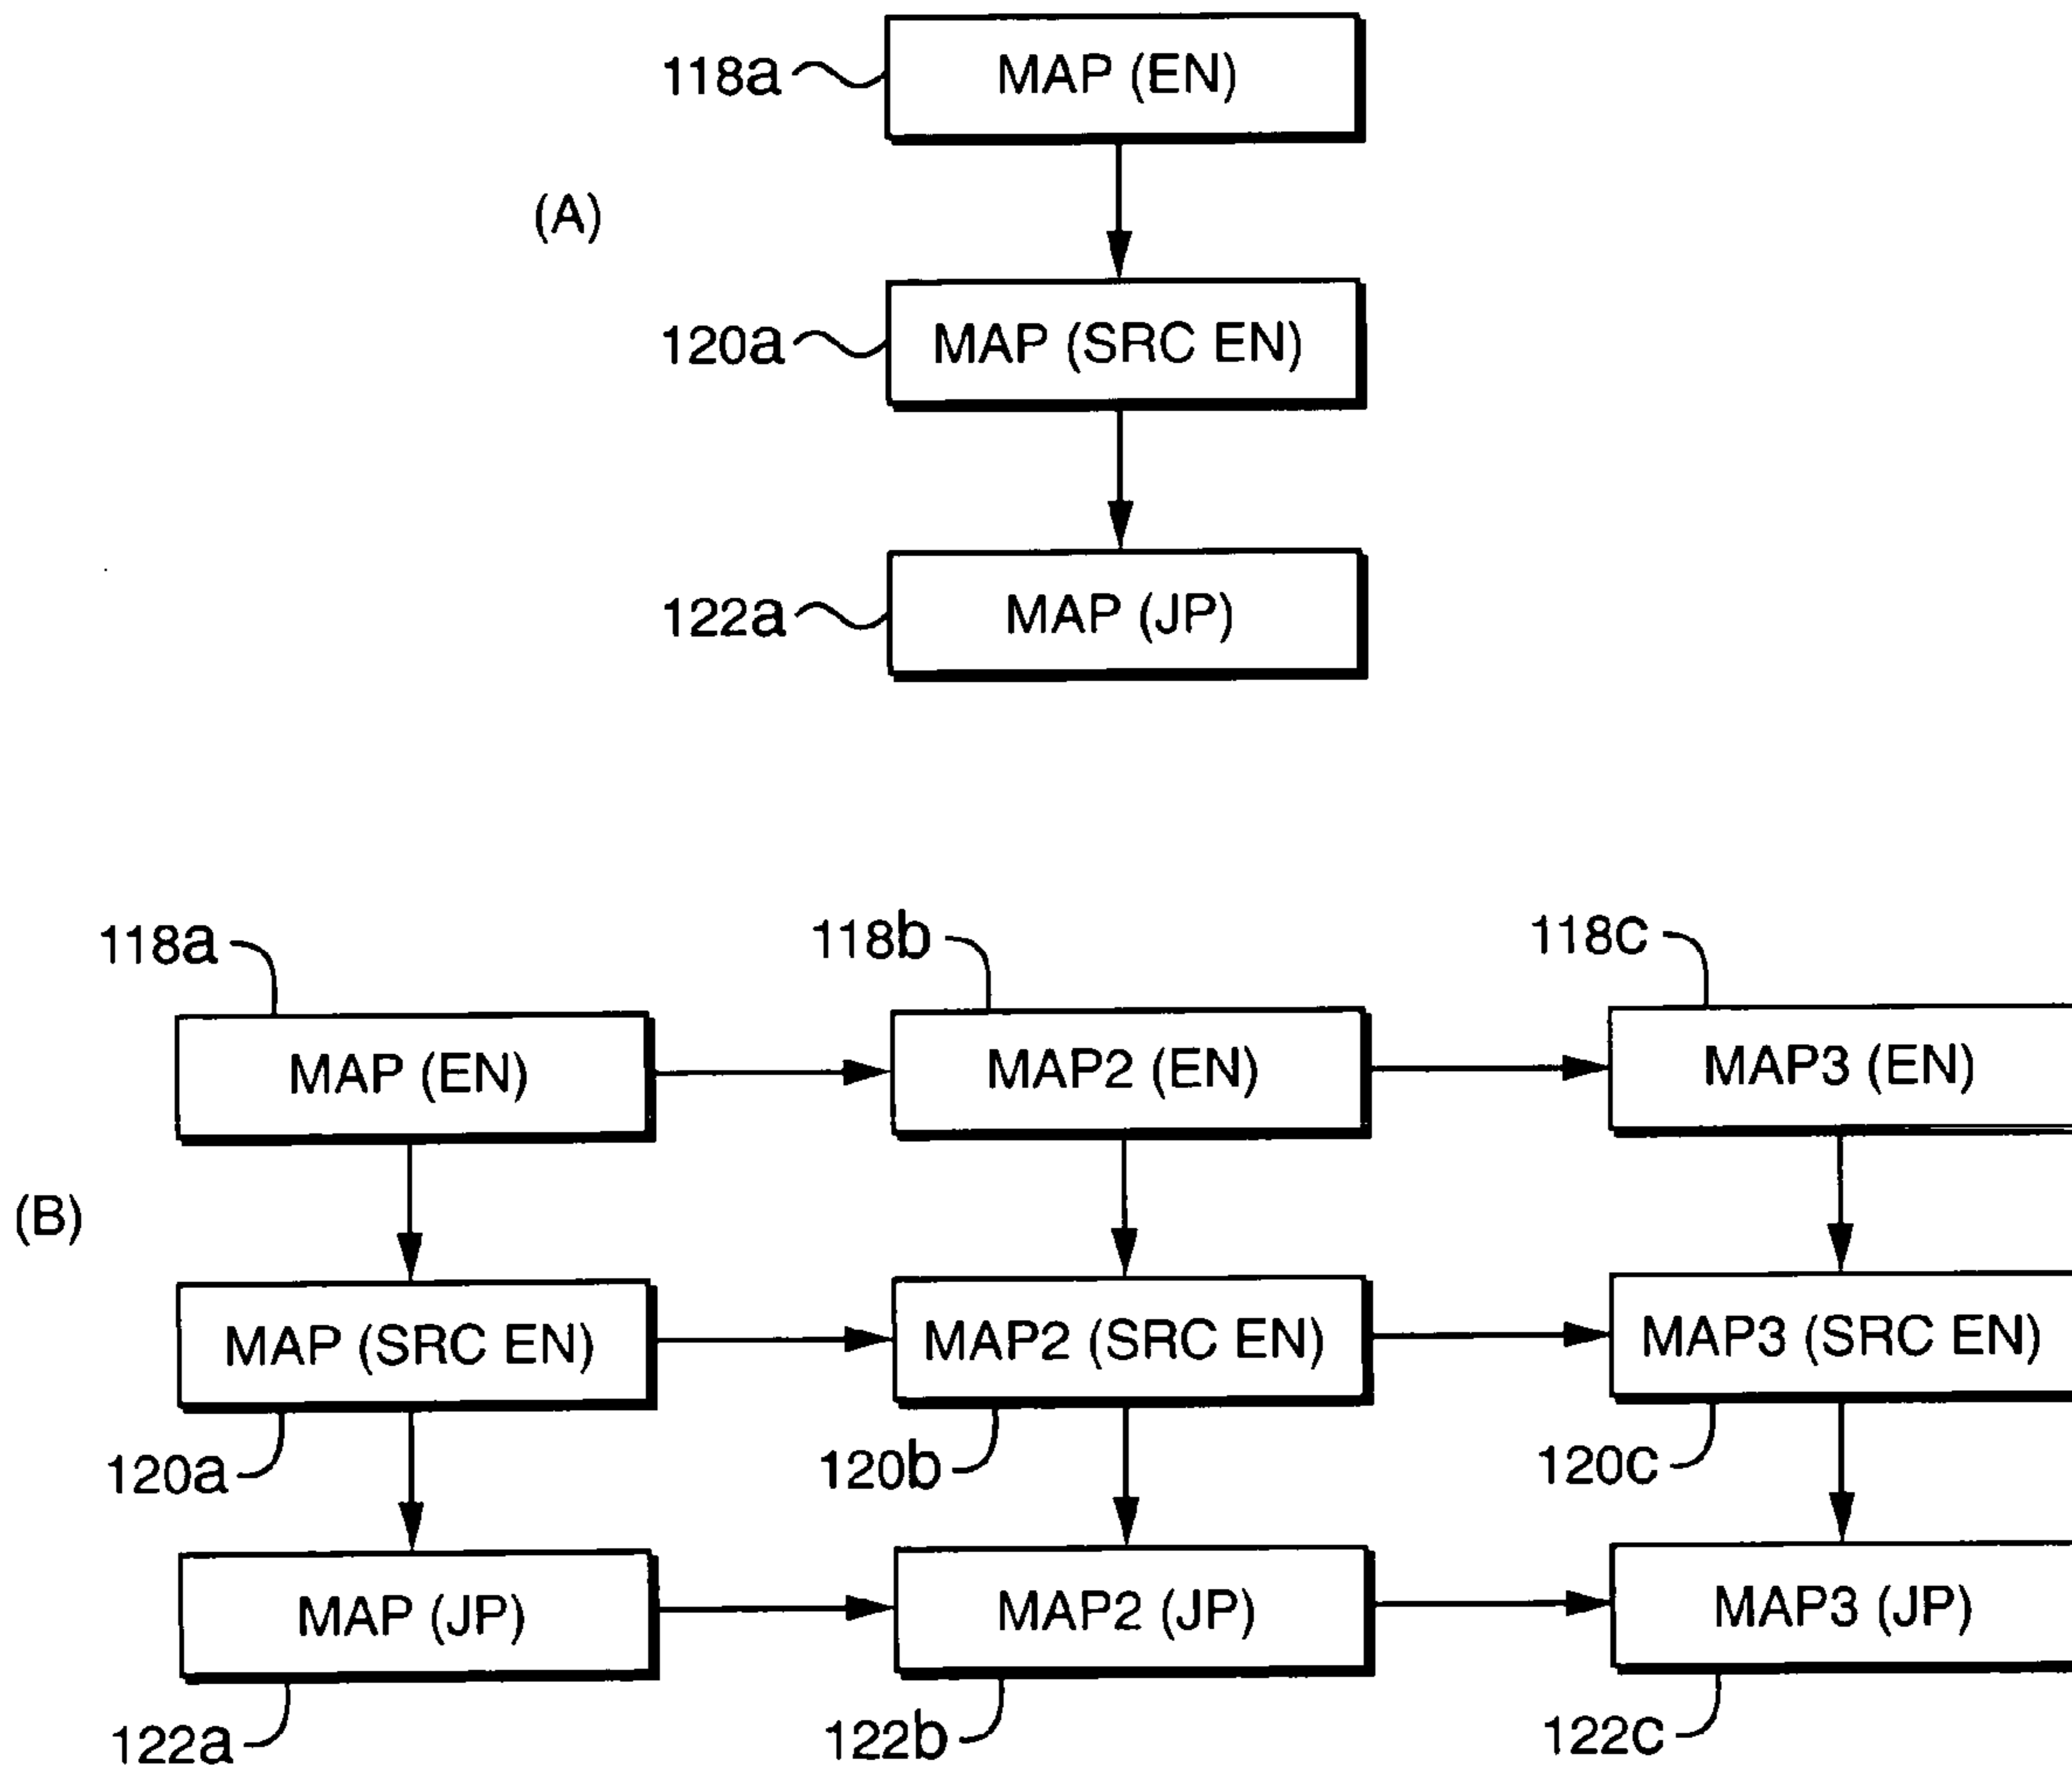 118a MAP (EN)
(A)
120a MAP (SRC EN)
122a MAP (JP)
118a 118b 118c
MAP (EN) MAP2 (EN) MAP3 (EN)
(B)
MAP (SRC EN) MAP2 (SRC EN) MAP3 (SRC EN)
120a 120b 120c
MAP (JP) MAP2 (JP) MAP3 (JP)
122a 122b 122c